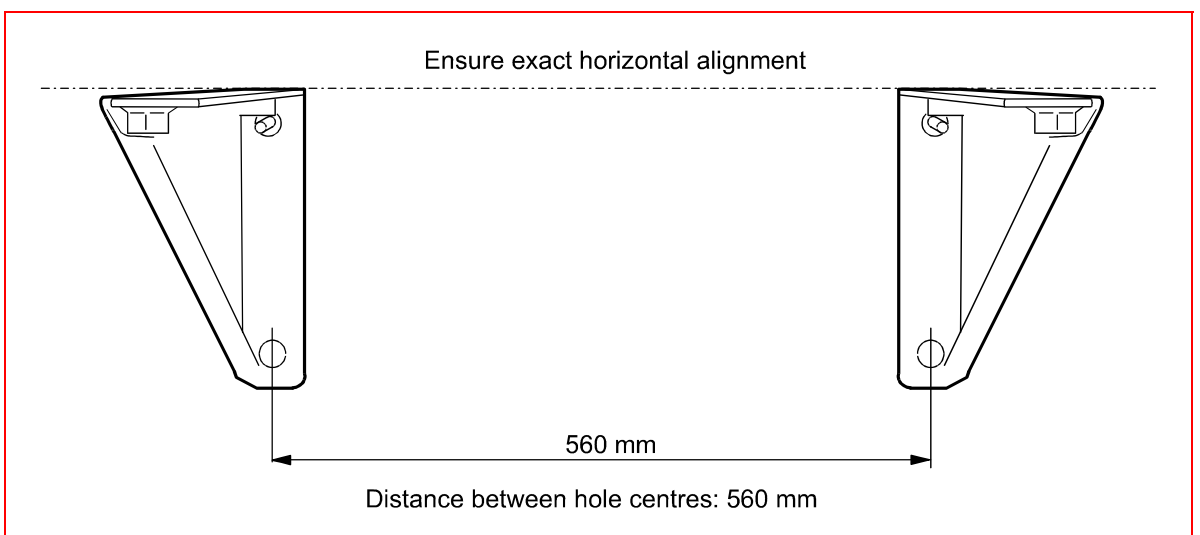 Ensure exact horizontal alignment
560 mm
Distance between hole centres: 560 mm